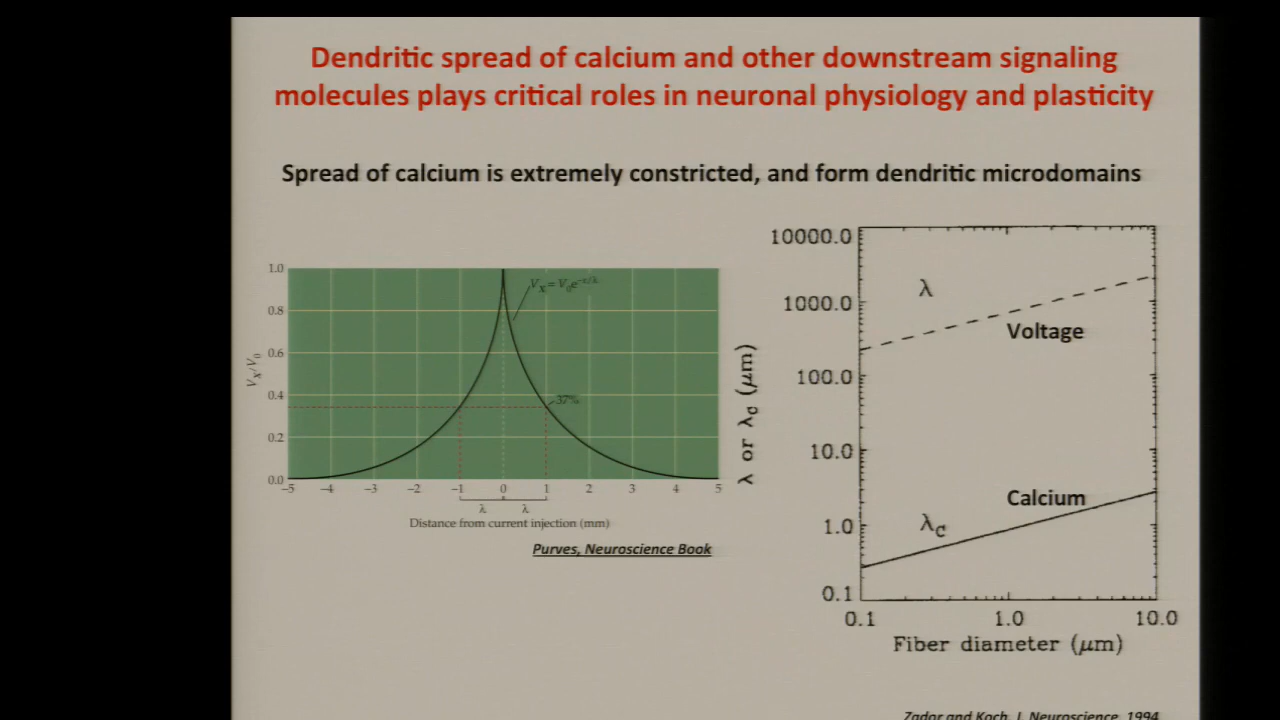 Dendritic spread of calcium and other downstream signaling
molecules plays critical roles in neuronal physiology and plasticity
Spread of calcium is extremely constricted, and form dendritic microdomains
1.0
0.8
0.6
0.4
0.2
0.0
Vx/V0
Vx=V0e−x/λ
37%
−5 −4 −3 −2 −1 0 1 2 3 4 5
λ λ
Distance from current injection (mm)
Purves, Neuroscience Book
10000.0
1000.0
100.0
10.0
1.0
0.1
λ or λc (μm)
λ
Voltage
Calcium
λc
0.1 1.0 10.0
Fiber diameter (μm)
Zador and Koch, J. Neuroscience, 1994